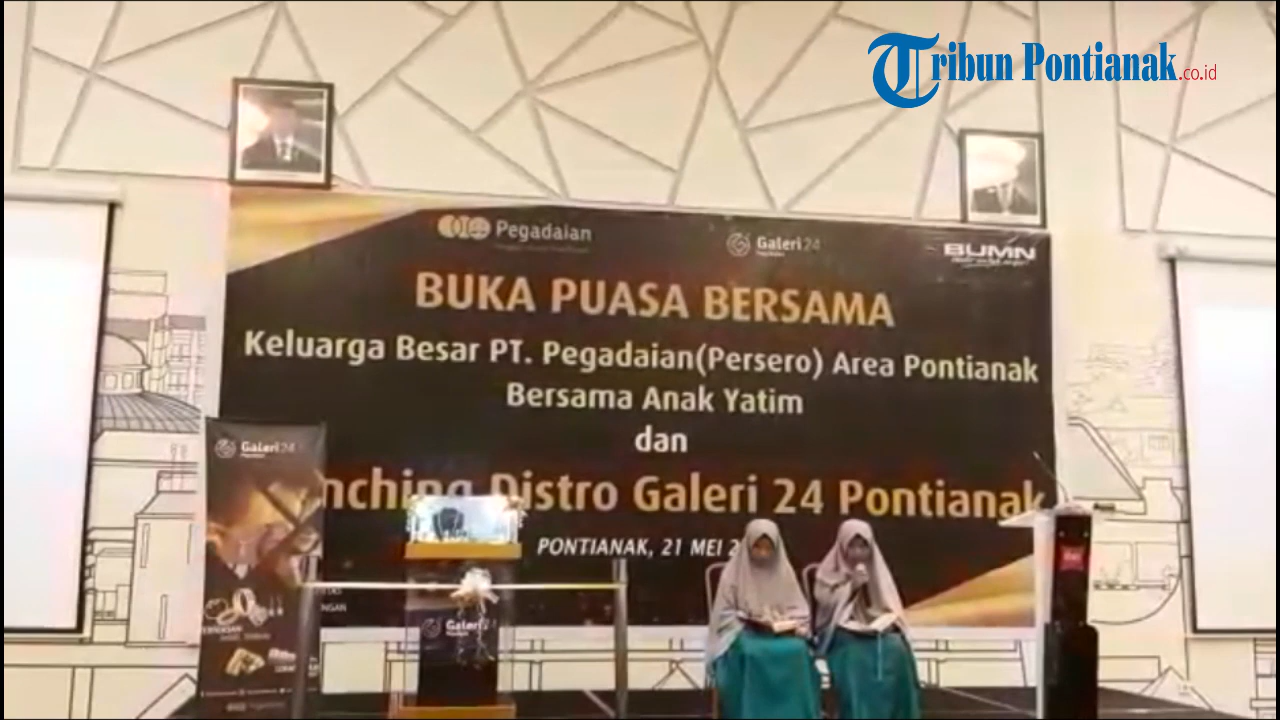 Tribun Pontianak.co.id
Pegadaian
Galeri 24
BUMN
BUKA PUASA BERSAMA
Keluarga Besar PT. Pegadaian(Persero) Area Pontianak
Bersama Anak Yatim
dan
Distro Galeri 24 Pontianak
PONTIANAK, 21 MEI
Galeri 24
Galeri 24